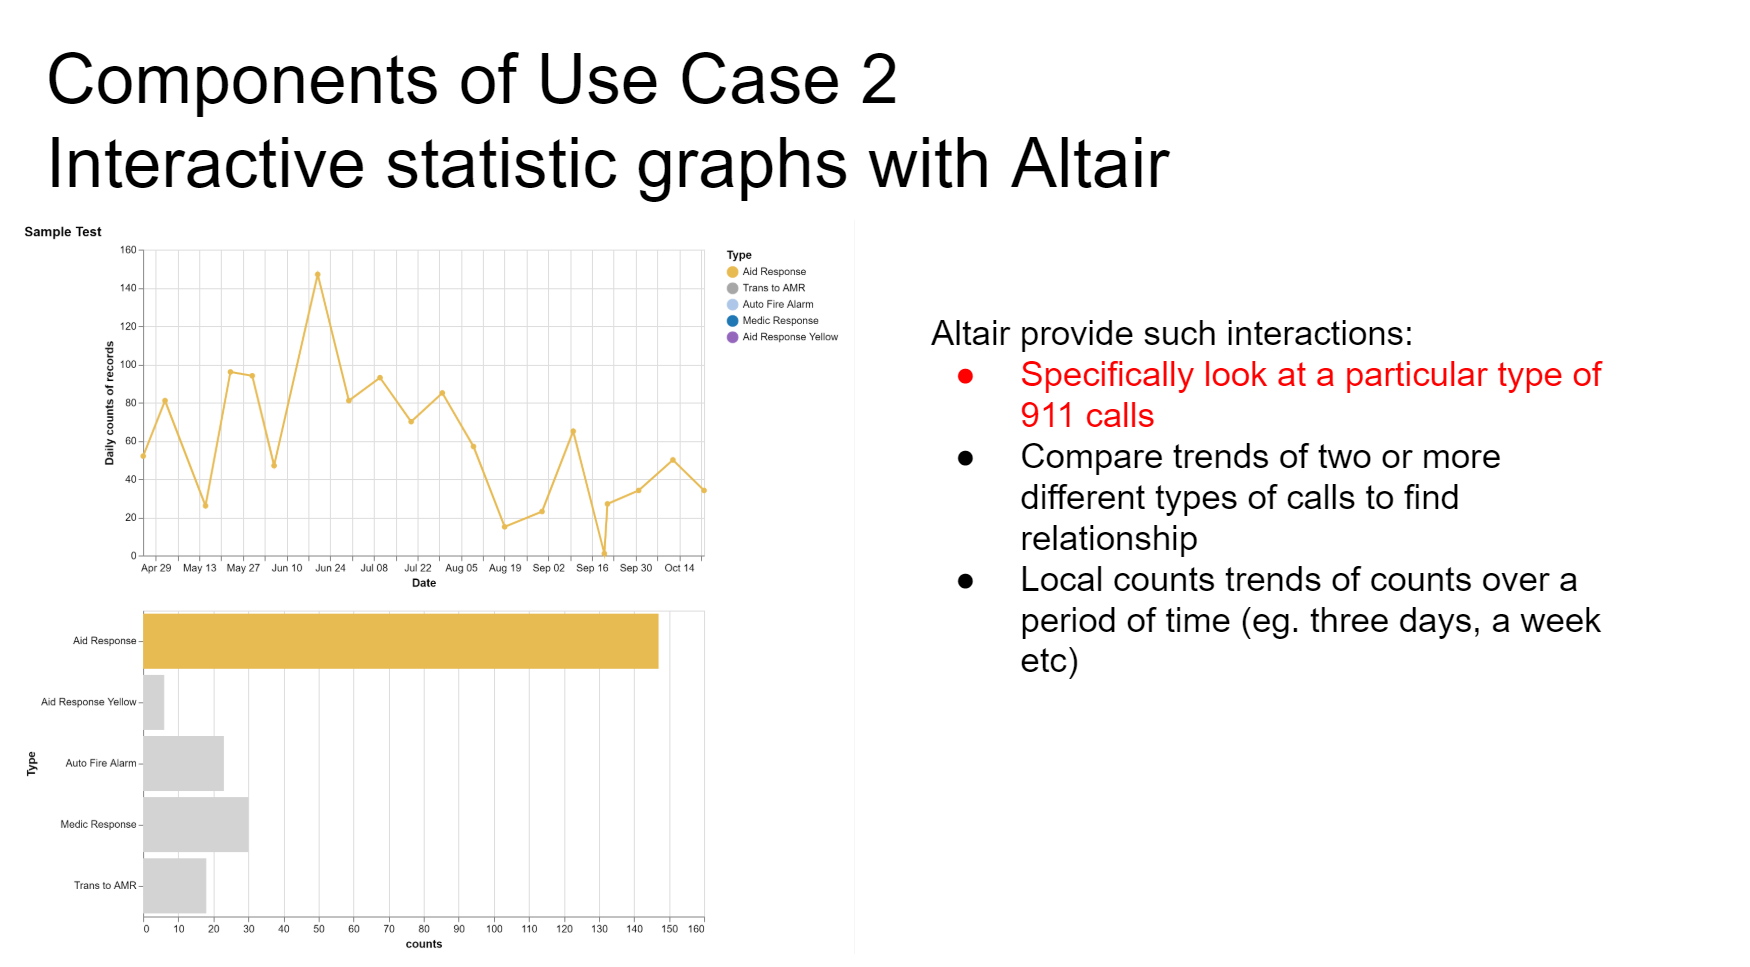 Components of Use Case 2
Interactive statistic graphs with Altair
Sample Test
160
140
120
100
80
60
40
20
0
Daily counts of records
Apr 29 May 13 May 27 Jun 10 Jun 24 Jul 08 Jul 22 Aug 05 Aug 19 Sep 02 Sep 16 Sep 30 Oct 14
Date
Type
Aid Response
Trans to AMR
Auto Fire Alarm
Medic Response
Aid Response Yellow
Type
Aid Response
Aid Response Yellow
Auto Fire Alarm
Medic Response
Trans to AMR
0 10 20 30 40 50 60 70 80 90 100 110 120 130 140 150 160
counts
Altair provide such interactions:
● Specifically look at a particular type of
911 calls
● Compare trends of two or more
different types of calls to find
relationship
● Local counts trends of counts over a
period of time (eg. three days, a week
etc)